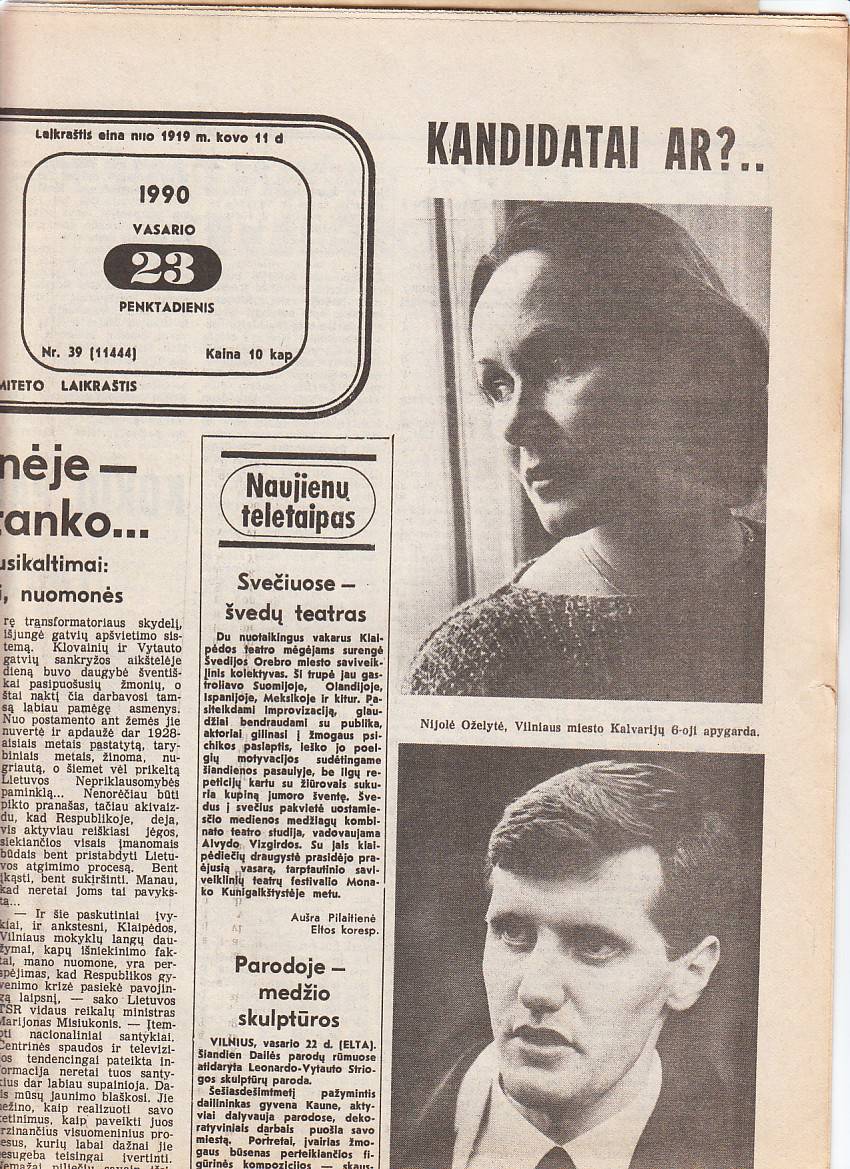 Laikraštis eina nuo 1919 m. kovo 11 d
1990
VASARIO
23
PENKTADIENIS
Nr. 39 (11444) Kaina 10 kap
MITETO LAIKRAŠTIS
KANDIDATAI AR?..
Nijolė Oželytė, Vilniaus miesto Kalvarijų 6-oji apygarda.
nėje —
tanko...
usikaltimai:
i, nuomonės
rę transformatoriaus skydelį,
išjungė gatvių apšvietimo sis-
temą. Klovainių ir Vytauto
gatvių sankryžos aikštelėje
dieną buvo daugybė šventiš-
kai pasipuošusių žmonių, o
štai naktį čia darbavosi tam-
są labiau pamėgę asmenys.
Nuo postamento ant žemės jie
nuvertė ir apdaužė dar 1928-
aisiais metais pastatytą, tary-
biniais metais, žinoma, nu-
griautą, o šiemet vėl prikeltą
Lietuvos Nepriklausomybės
paminklą... Nenorėčiau būti
pikto pranašas, tačiau akivaiz-
du, kad Respublikoje, deja,
vis aktyviau reiškiasi jėgos,
siekiančios visais įmanomais
būdais bent pristabdyti Lietu-
vos atgimimo procesą. Bent
įkąsti, bent sukiršinti. Manau,
kad neretai joms tai pavyks-
ta...
— Ir šie paskutiniai įvy-
kiai, ir ankstesni, Klaipėdos,
Vilniaus mokyklų langų dau-
žymai, kapų išniekinimo fak-
tai, mano nuomone, yra per-
spėjimas, kad Respublikos gy-
venimo krizė pasiekė pavojin-
gą laipsnį, — sako Lietuvos
TSR vidaus reikalų ministras
Marijonas Misiukonis. — Įtem-
pti nacionaliniai santykiai.
Centrinės spaudos ir televizi-
jos tendencingai pateikta in-
formacija neretai tuos santy-
kius dar labiau supainioja. Da-
lis mūsų jaunimo blaškosi. Jie
nežino, kaip realizuoti savo
ketinimus, kaip paveikti juos
erzinančius visuomeninius pro-
cesus, kurių labai dažnai jie
nesugeba teisingai įvertinti.
Nemažai piliečių savaip
Naujienų
teletaipas
Svečiuose —
švedų teatras
Du nuotaikingus vakarus Klai-
pėdos teatro mėgėjams surengė
Švedijos Orebro miesto saviveik-
linis kolektyvas. Ši trupė jau gas-
troliavo Suomijoje, Olandijoje,
Ispanijoje, Meksikoje ir kitur. Pa-
siteikdami improvizaciją, glau-
džiai bendraudami su publika,
aktoriai gilinasi į žmogaus psi-
chikos paslaptis, ieško jo poel-
gių motyvacijos sudėtingame
šiandienos pasaulyje, be ilgų re-
peticijų kartu su žiūrovais suku-
ria kupiną jumoro šventę. Šve-
dus į svečius pakvietė uostamies-
čio medienos medžiagų kombi-
nato teatro studija, vadovaujama
Alvydo Vizgirdos. Su jais klai-
pėdiečių draugystė prasidėjo pra-
ėjusią vasarą, tarptautinio savi-
veiklinių teatrų festivalio Mona-
ko Kunigaikštystėje metu.
Aušra Pilaitienė
Eltos koresp.
Parodoje —
medžio
skulptūros
VILNIUS, vasario 22 d. (ELTA).
Šiandien Dailės parodų rūmuose
atidaryta Leonardo-Vytauto Strio-
gos skulptūrų paroda.
Šešiasdešimtmetį pažymintis
dailininkas gyvena Kaune, akty-
viai dalyvauja parodose, deko-
ratyviniais darbais puošia savo
miestą. Portretai, įvairias žmo-
gaus būsenas perteikiančios fi-
gūrinės kompozicijos — skaus-